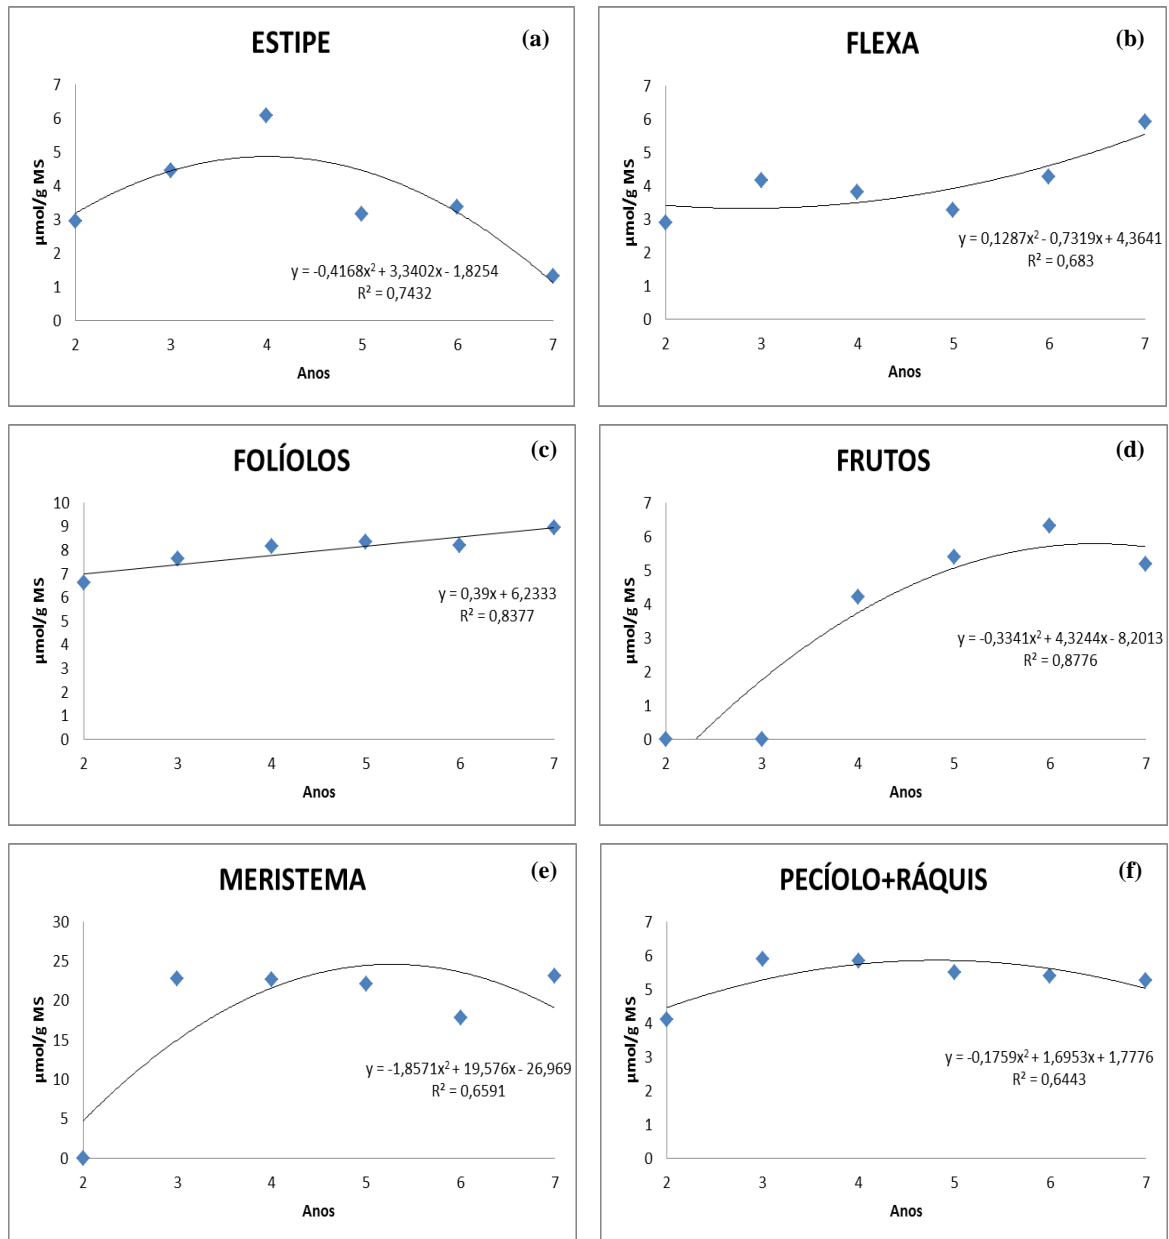 ESTIPE (a)
7
6
5
4
3
2
1
0
µmol/g MS
y = -0,4168x² + 3,3402x - 1,8254
R² = 0,7432
2 3 4 5 6 7
Anos
FLEXA (b)
7
6
5
4
3
2
1
0
µmol/g MS
y = 0,1287x² - 0,7319x + 4,3641
R² = 0,683
2 3 4 5 6 7
Anos
FOLÍOLOS (c)
10
9
8
7
6
5
4
3
2
1
0
µmol/g MS
y = 0,39x + 6,2333
R² = 0,8377
2 3 4 5 6 7
Anos
FRUTOS (d)
7
6
5
4
3
2
1
0
µmol/g MS
y = -0,3341x² + 4,3244x - 8,2013
R² = 0,8776
2 3 4 5 6 7
Anos
MERISTEMA (e)
30
25
20
15
10
5
0
µmol/g MS
y = -1,8571x² + 19,576x - 26,969
R² = 0,6591
2 3 4 5 6 7
Anos
PECÍOLO+RÁQUIS (f)
7
6
5
4
3
2
1
0
µmol/g MS
y = -0,1759x² + 1,6953x + 1,7776
R² = 0,6443
2 3 4 5 6 7
Anos